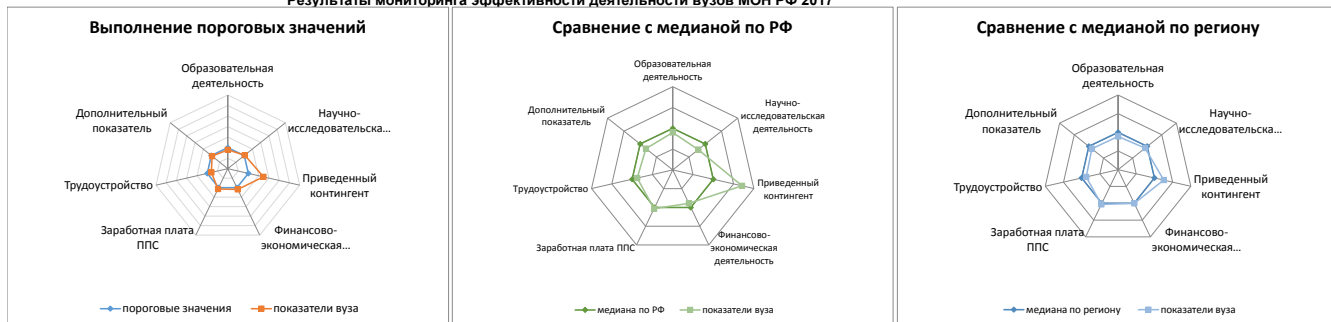 Результаты мониторинга эффективности деятельности вузов МОН РФ 2017
Выполнение пороговых значений
Образовательная
деятельность
Научно-
исследовательска...
Приведенный
контингент
Финансово-
экономическая...
Заработная плата
ППС
Трудоустройство
Дополнительный
показатель
пороговые значения
показатели вуза
Сравнение с медианой по РФ
Образовательная
деятельность
Научно-
исследовательская
деятельность
Приведенный
контингент
Финансово-
экономическая
деятельность
Заработная плата ППС
Трудоустройство
Дополнительный
показатель
медиана по РФ
показатели вуза
Сравнение с медианой по региону
Образовательная
деятельность
Научно-
исследовательска...
Приведенный
контингент
Финансово-
экономическая...
Заработная плата
ППС
Трудоустройство
Дополнительный
показатель
медиана по региону
показатели вуза